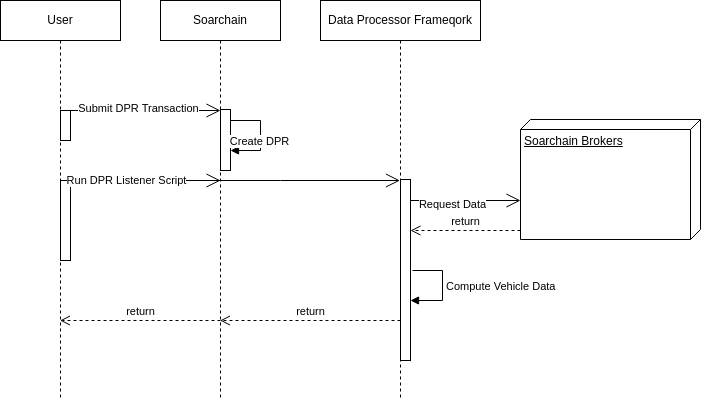 User
Soarchain
Data Processor Frameqork
Submit DPR Transaction
Create DPR
Soarchain Brokers
Run DPR Listener Script
Request Data
return
Compute Vehicle Data
return
return